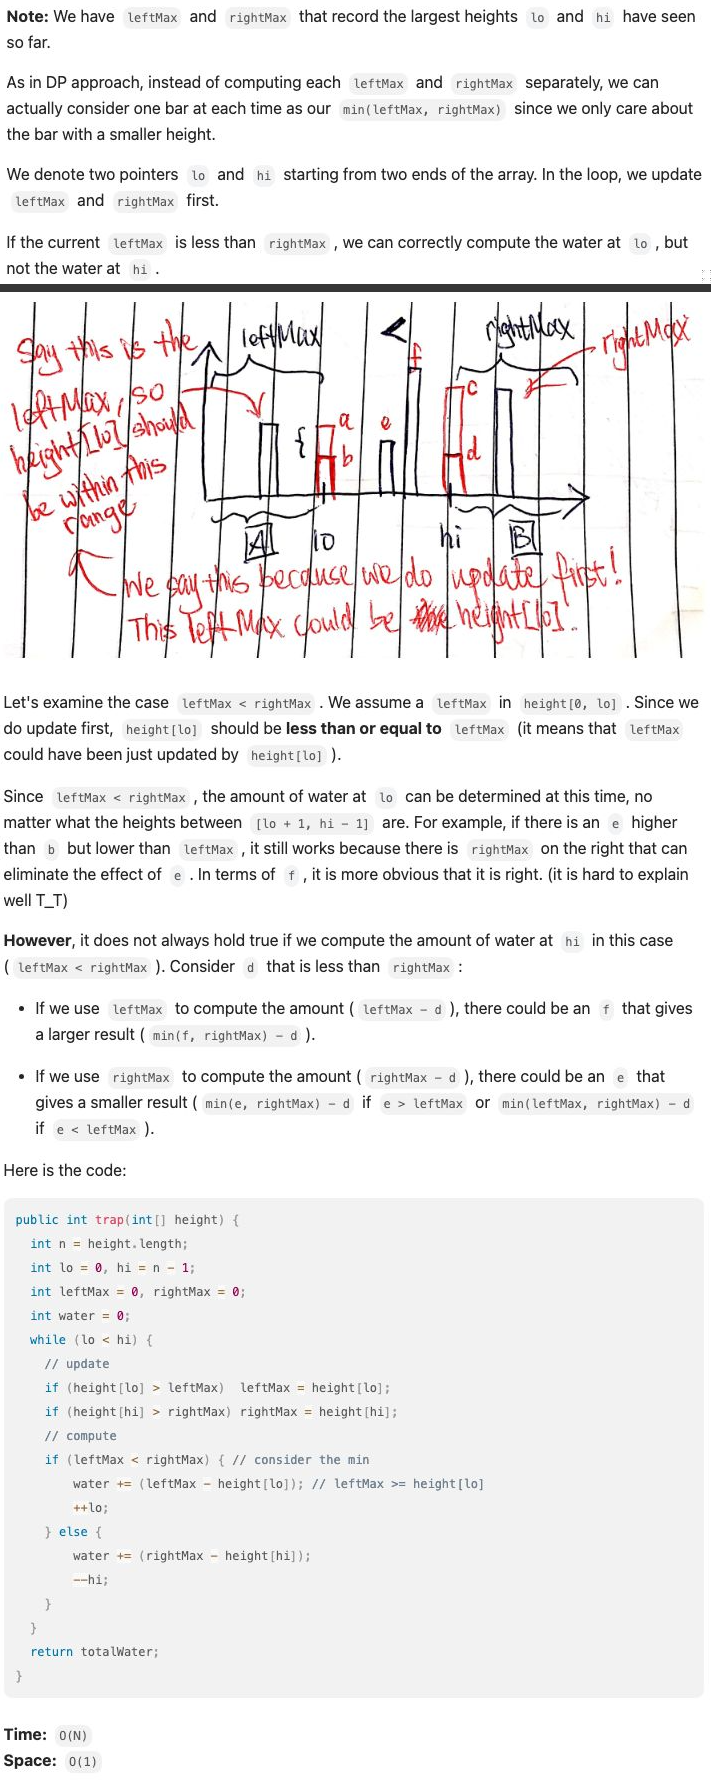 Note: We have leftMax and rightMax that record the largest heights lo and hi have seen
so far.
As in DP approach, instead of computing each leftMax and rightMax separately, we can
actually consider one bar at each time as our min(leftMax, rightMax) since we only care about
the bar with a smaller height.
We denote two pointers lo and hi starting from two ends of the array. In the loop, we update
leftMax and rightMax first.
If the current leftMax is less than rightMax , we can correctly compute the water at lo , but
not the water at hi .
Say this is the
leftMax, so
height[lo] should
be within this
range
leftMax
<
rightMax
rightMax
f
a
b
e
c
d
{
A
lo
hi
B
We say this because we do update first!
This leftMax could be height[lo].
Let's examine the case leftMax < rightMax . We assume a leftMax in height[0, lo] . Since we
do update first, height[lo] should be less than or equal to leftMax (it means that leftMax
could have been just updated by height[lo] ).
Since leftMax < rightMax , the amount of water at lo can be determined at this time, no
matter what the heights between [lo + 1, hi - 1] are. For example, if there is an e higher
than b but lower than leftMax , it still works because there is rightMax on the right that can
eliminate the effect of e . In terms of f , it is more obvious that it is right. (it is hard to explain
well T_T)
However, it does not always hold true if we compute the amount of water at hi in this case
( leftMax < rightMax ). Consider d that is less than rightMax :
• If we use leftMax to compute the amount ( leftMax - d ), there could be an f that gives
a larger result ( min(f, rightMax) - d ).
• If we use rightMax to compute the amount ( rightMax - d ), there could be an e that
gives a smaller result ( min(e, rightMax) - d if e > leftMax or min(leftMax, rightMax) - d
if e < leftMax ).
Here is the code:
public int trap(int[] height) {
int n = height.length;
int lo = 0, hi = n - 1;
int leftMax = 0, rightMax = 0;
int water = 0;
while (lo < hi) {
// update
if (height[lo] > leftMax)  leftMax = height[lo];
if (height[hi] > rightMax) rightMax = height[hi];
// compute
if (leftMax < rightMax) { // consider the min
water += (leftMax - height[lo]); // leftMax >= height[lo]
++lo;
} else {
water += (rightMax - height[hi]);
--hi;
}
}
return totalWater;
}
Time: O(N)
Space: O(1)